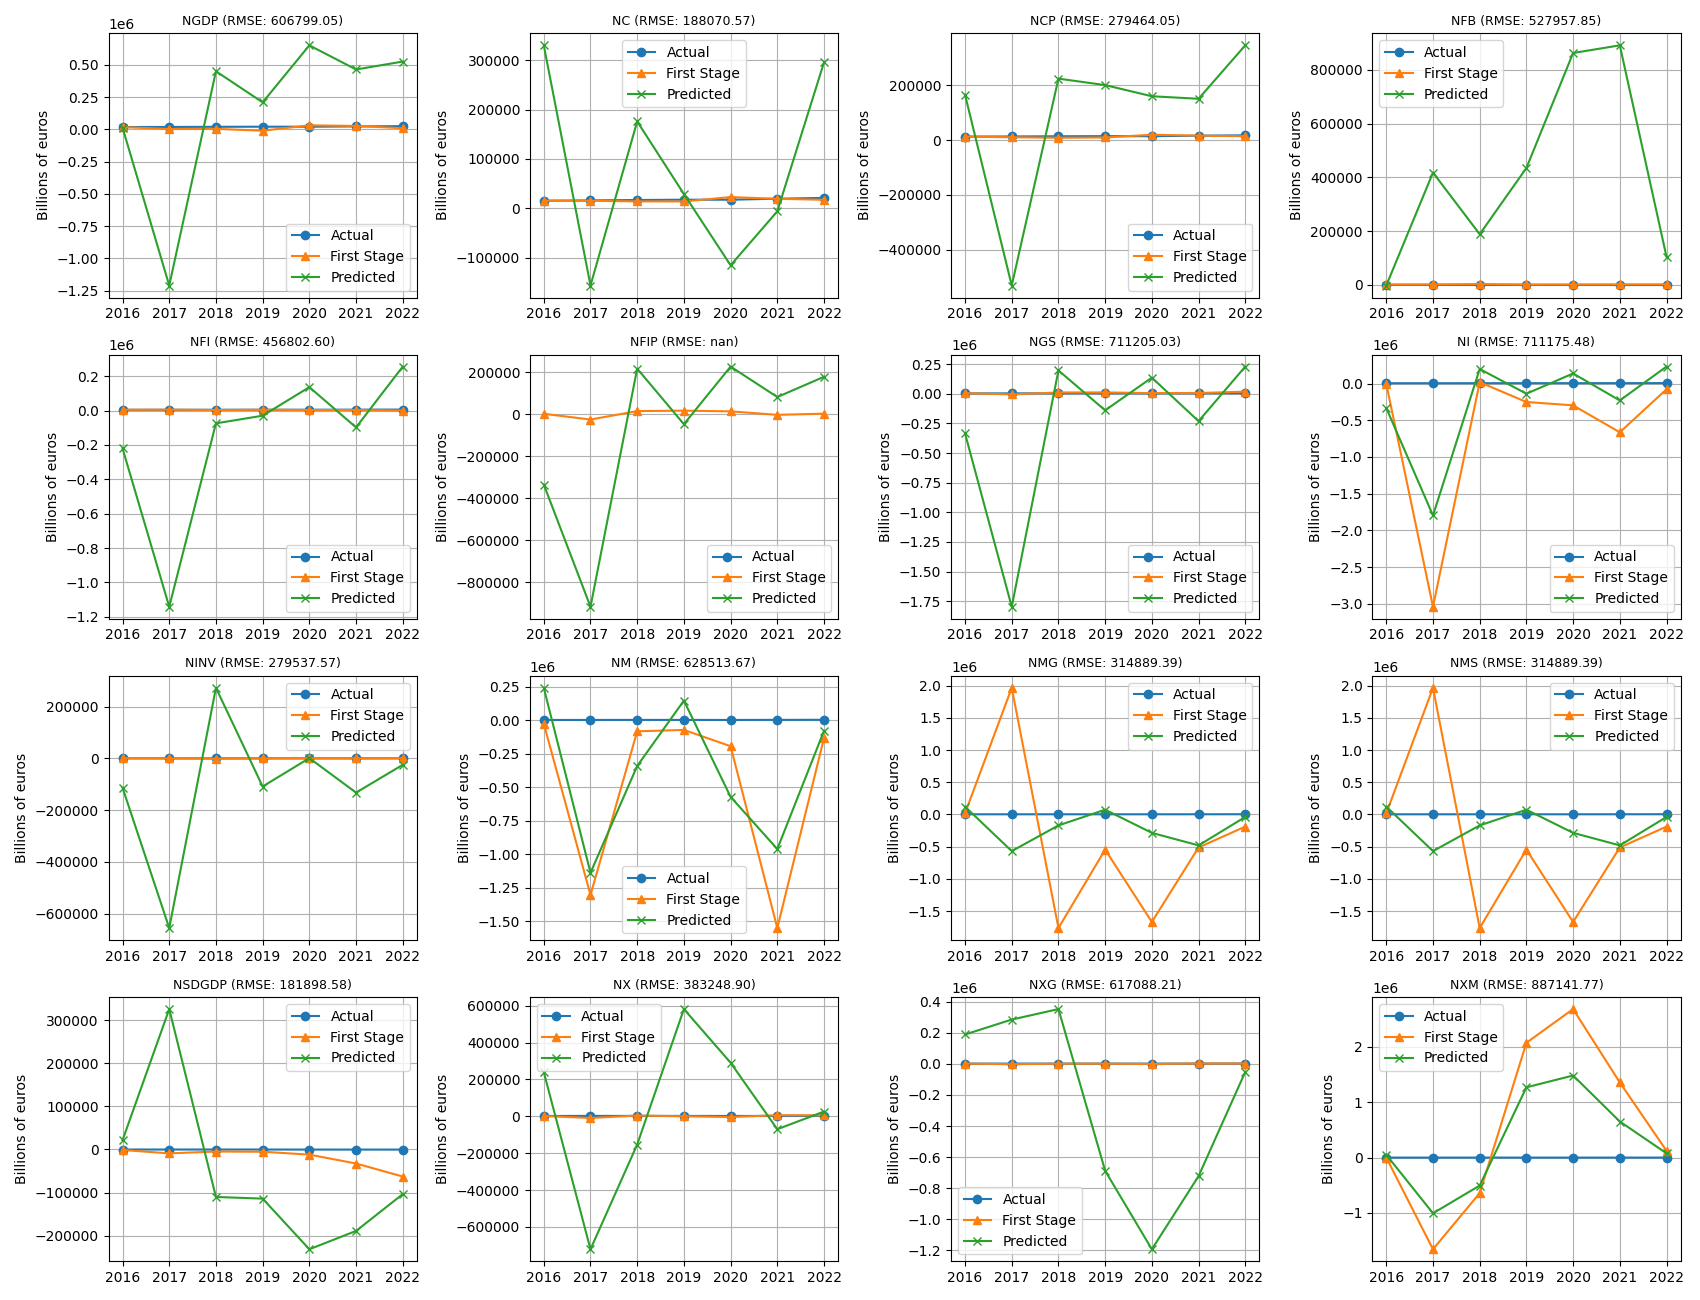 NGDP (RMSE: 606799.05)
1e6
Billions of euros
0.50
0.25
0.00
−0.25
−0.50
−0.75
−1.00
−1.25
Actual
First Stage
Predicted
2016 2017 2018 2019 2020 2021 2022
NC (RMSE: 188070.57)
Billions of euros
300000
200000
100000
0
−100000
Actual
First Stage
Predicted
2016 2017 2018 2019 2020 2021 2022
NCP (RMSE: 279464.05)
Billions of euros
200000
0
−200000
−400000
Actual
First Stage
Predicted
2016 2017 2018 2019 2020 2021 2022
NFB (RMSE: 527957.85)
Billions of euros
800000
600000
400000
200000
0
Actual
First Stage
Predicted
2016 2017 2018 2019 2020 2021 2022
NFI (RMSE: 456802.60)
1e6
Billions of euros
0.2
0.0
−0.2
−0.4
−0.6
−0.8
−1.0
−1.2
Actual
First Stage
Predicted
2016 2017 2018 2019 2020 2021 2022
NFIP (RMSE: nan)
Billions of euros
200000
0
−200000
−400000
−600000
−800000
Actual
First Stage
Predicted
2016 2017 2018 2019 2020 2021 2022
NGS (RMSE: 711205.03)
1e6
Billions of euros
0.25
0.00
−0.25
−0.50
−0.75
−1.00
−1.25
−1.50
−1.75
Actual
First Stage
Predicted
2016 2017 2018 2019 2020 2021 2022
NI (RMSE: 711175.48)
1e6
Billions of euros
0.0
−0.5
−1.0
−1.5
−2.0
−2.5
−3.0
Actual
First Stage
Predicted
2016 2017 2018 2019 2020 2021 2022
NINV (RMSE: 279537.57)
Billions of euros
200000
0
−200000
−400000
−600000
Actual
First Stage
Predicted
2016 2017 2018 2019 2020 2021 2022
NM (RMSE: 628513.67)
1e6
Billions of euros
0.25
0.00
−0.25
−0.50
−0.75
−1.00
−1.25
−1.50
Actual
First Stage
Predicted
2016 2017 2018 2019 2020 2021 2022
NMG (RMSE: 314889.39)
1e6
Billions of euros
2.0
1.5
1.0
0.5
0.0
−0.5
−1.0
−1.5
Actual
First Stage
Predicted
2016 2017 2018 2019 2020 2021 2022
NMS (RMSE: 314889.39)
1e6
Billions of euros
2.0
1.5
1.0
0.5
0.0
−0.5
−1.0
−1.5
Actual
First Stage
Predicted
2016 2017 2018 2019 2020 2021 2022
NSDGDP (RMSE: 181898.58)
Billions of euros
300000
200000
100000
0
−100000
−200000
Actual
First Stage
Predicted
2016 2017 2018 2019 2020 2021 2022
NX (RMSE: 383248.90)
Billions of euros
600000
400000
200000
0
−200000
−400000
−600000
Actual
First Stage
Predicted
2016 2017 2018 2019 2020 2021 2022
NXG (RMSE: 617088.21)
1e6
Billions of euros
0.4
0.2
0.0
−0.2
−0.4
−0.6
−0.8
−1.0
−1.2
Actual
First Stage
Predicted
2016 2017 2018 2019 2020 2021 2022
NXM (RMSE: 887141.77)
1e6
Billions of euros
2
1
0
−1
Actual
First Stage
Predicted
2016 2017 2018 2019 2020 2021 2022